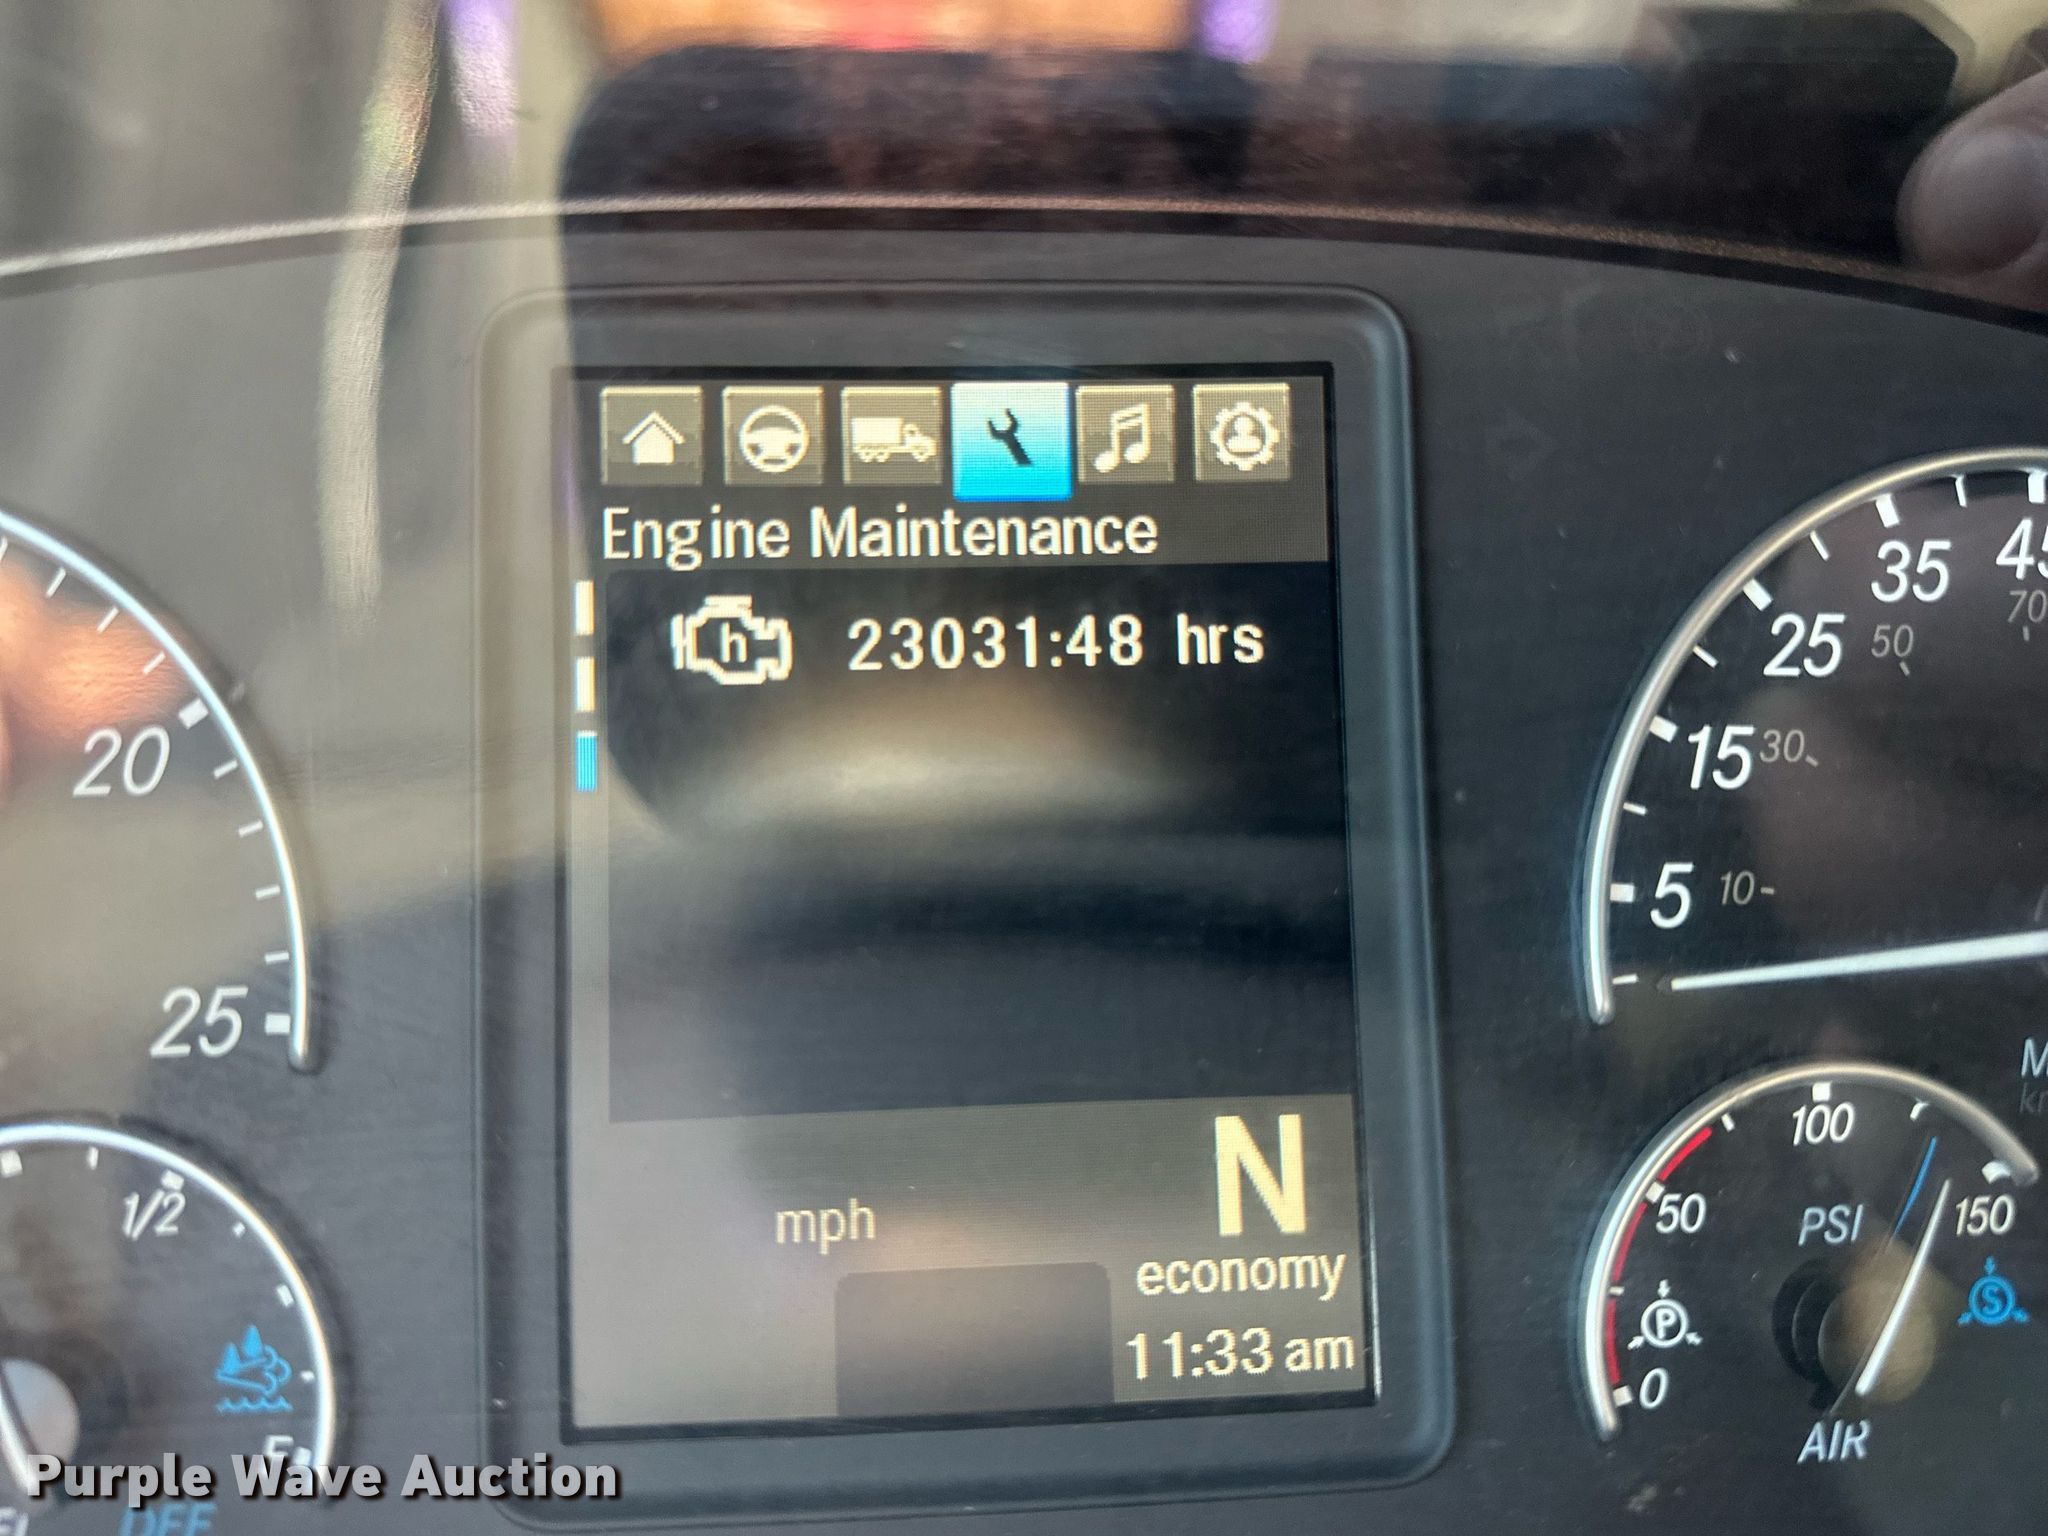 Engine Maintenance
h 23031:48 hrs
mph
N
economy
11:33 am
20
25
1/2
DEF
5
15
25
35
10
30
50
70
0
50
100
150
PSI
P
S
AIR
Purple Wave Auction